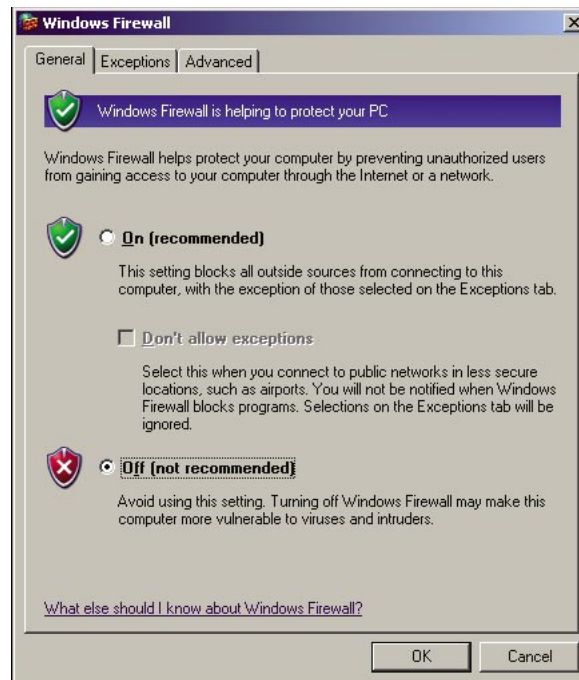 Windows Firewall
General
Exceptions
Advanced
Windows Firewall is helping to protect your PC
Windows Firewall helps protect your computer by preventing unauthorized users
from gaining access to your computer through the Internet or a network.
On (recommended)
This setting blocks all outside sources from connecting to this
computer, with the exception of those selected on the Exceptions tab.
Don't allow exceptions
Select this when you connect to public networks in less secure
locations, such as airports. You will not be notified when Windows
Firewall blocks programs. Selections on the Exceptions tab will be
ignored.
Off (not recommended)
Avoid using this setting. Turning off Windows Firewall may make this
computer more vulnerable to viruses and intruders.
What else should I know about Windows Firewall?
OK
Cancel